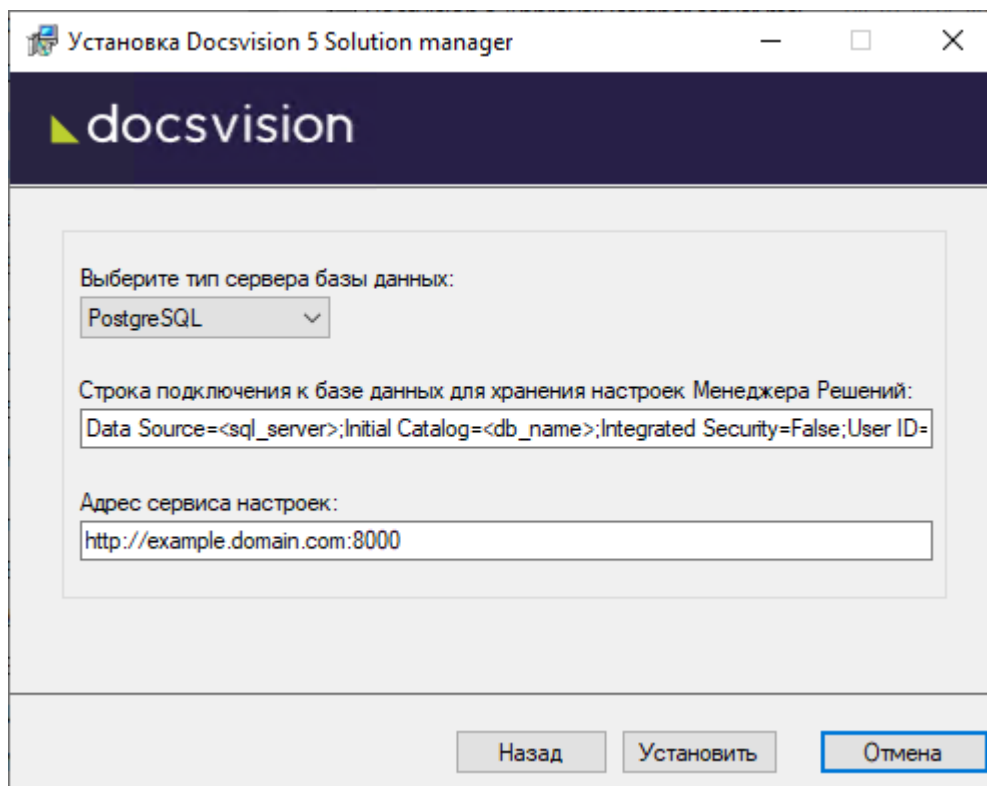 Установка Docsvision 5 Solution manager
docsvision
Выберите тип сервера базы данных:
PostgreSQL
Строка подключения к базе данных для хранения настроек Менеджера Решений:
Data Source=<sql_server>;Initial Catalog=<db_name>;Integrated Security=False;User ID=
Адрес сервиса настроек:
http://example.domain.com:8000
Назад Установить Отмена